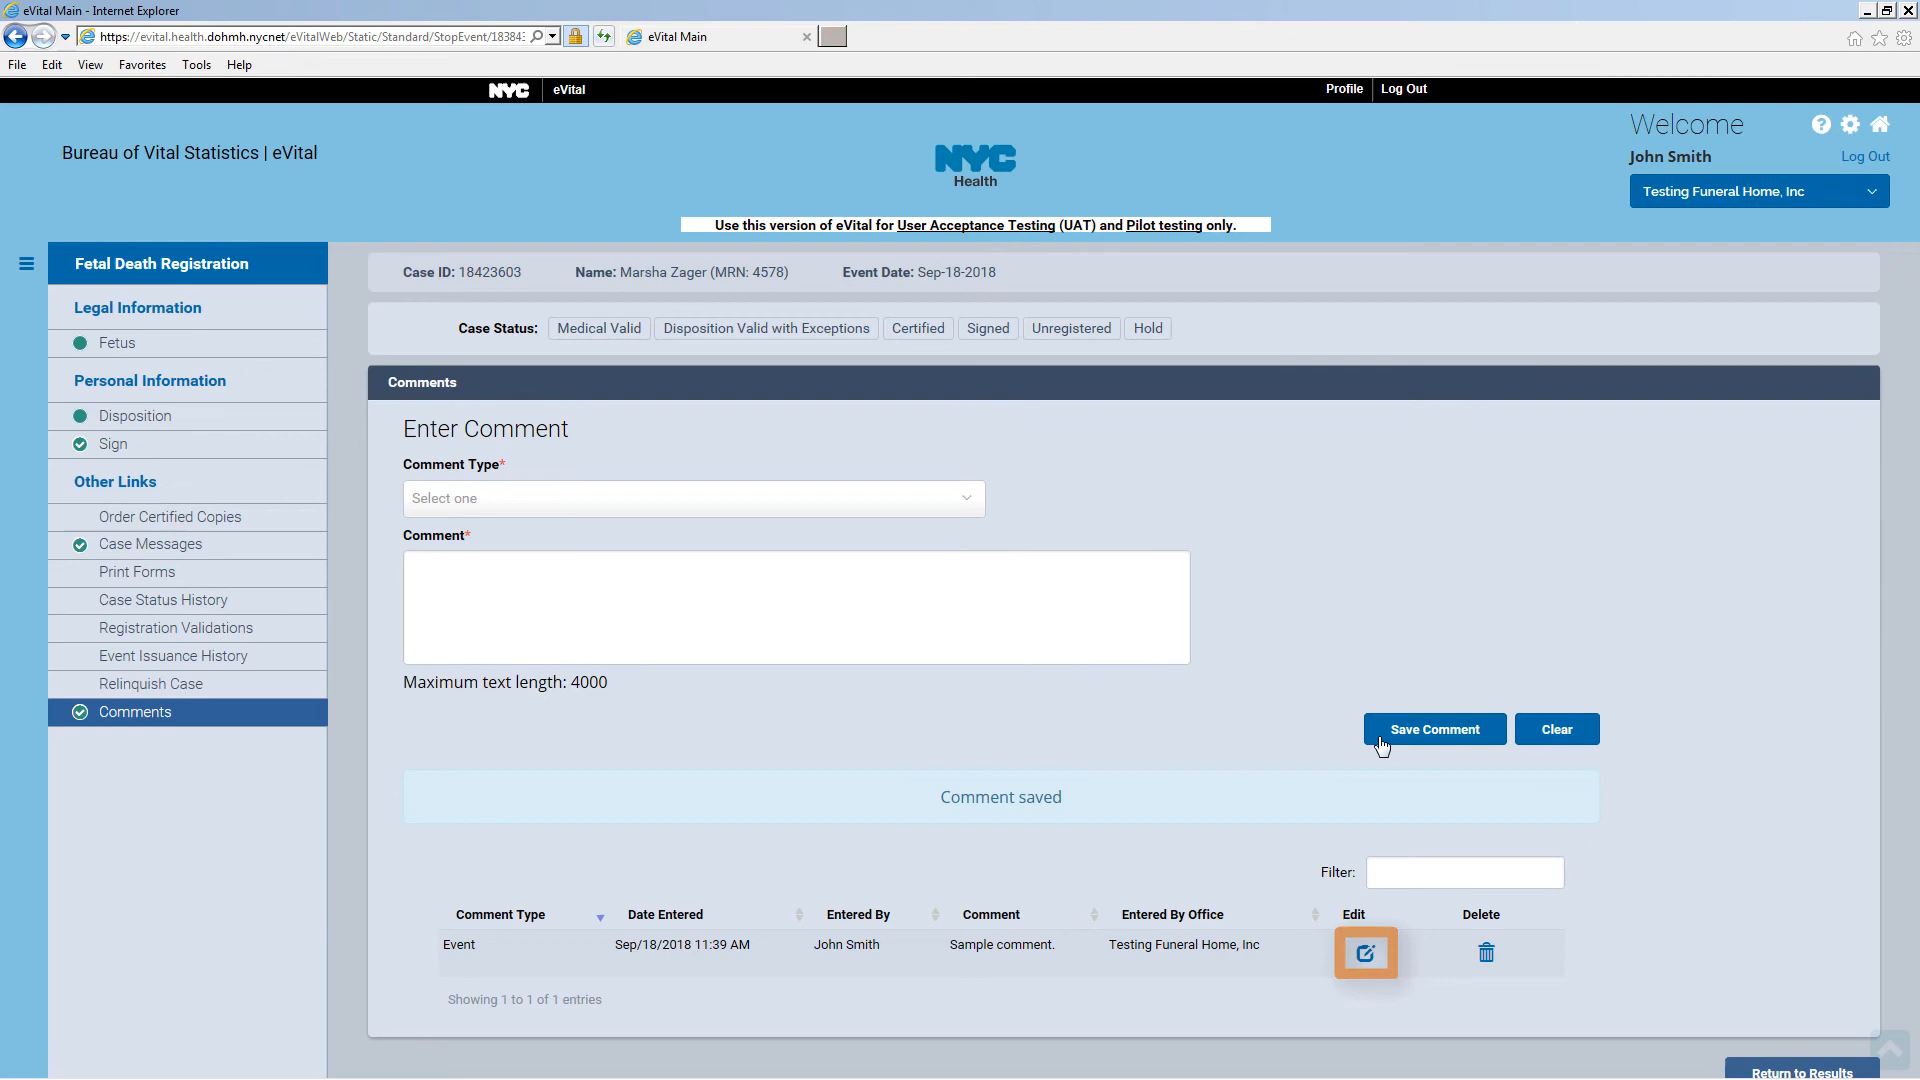 eVital Main - Internet Explorer
https://evital.health.dohmh.nycnet/eVitalWeb/Static/Standard/StopEvent/18384
eVital Main
File Edit View Favorites Tools Help
NYC eVital Profile Log Out
Bureau of Vital Statistics | eVital
NYC
Health
Welcome
John Smith Log Out
Testing Funeral Home, Inc
Use this version of eVital for User Acceptance Testing (UAT) and Pilot testing only.
Fetal Death Registration
Legal Information
Fetus
Personal Information
Disposition
Sign
Other Links
Order Certified Copies
Case Messages
Print Forms
Case Status History
Registration Validations
Event Issuance History
Relinquish Case
Comments
Case ID: 18423603 Name: Marsha Zager (MRN: 4578) Event Date: Sep-18-2018
Case Status: Medical Valid Disposition Valid with Exceptions Certified Signed Unregistered Hold
Comments
Enter Comment
Comment Type*
Select one
Comment*
Maximum text length: 4000
Save Comment Clear
Comment saved
Filter:
Comment Type Date Entered Entered By Comment Entered By Office Edit Delete
Event Sep/18/2018 11:39 AM John Smith Sample comment. Testing Funeral Home, Inc
Showing 1 to 1 of 1 entries
Return to Results